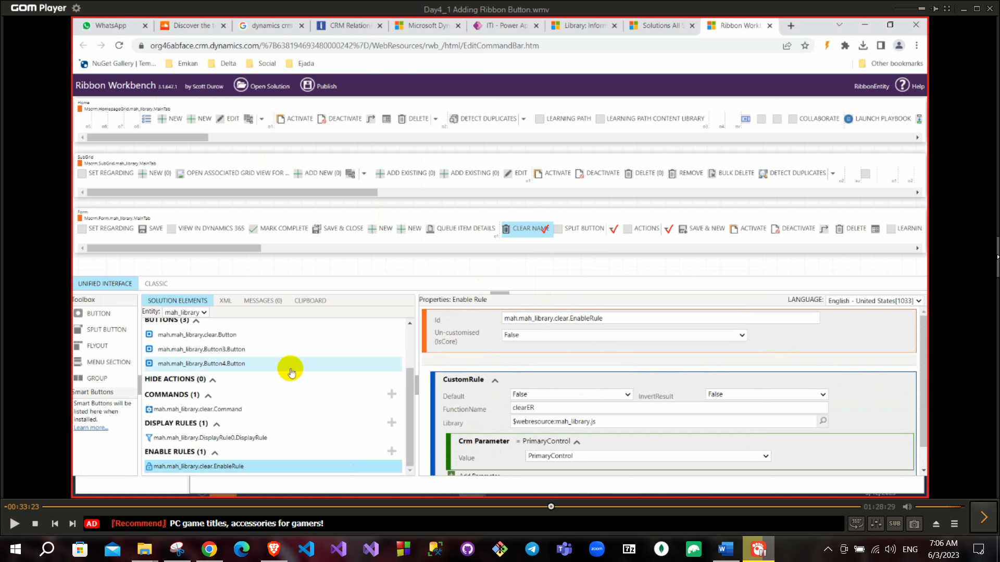 GOM Player
Day4_1 Adding Ribbon Button.wmv
WhatsApp
Discover the t
dynamics crm
CRM Relation
Microsoft Dyn
ITI - Power Ap
Library: Inform
Solutions All S
Ribbon Workb
org46abface.crm.dynamics.com/%7B638194693480000242%7D/WebResources/rwb_/html/EditCommandBar.htm
NuGet Gallery | Tem...
Emkan
Delta
Social
Ejada
Other bookmarks
Ribbon Workbench 3.1.647.1 by Scott Durow
Open Solution
Publish
RibbonEntity
Help
Home
Mscrm.HomepageGrid.mah_library.MainTab
NEW
NEW
EDIT
ACTIVATE
DEACTIVATE
DELETE
DETECT DUPLICATES
LEARNING PATH
LEARNING PATH CONTENT LIBRARY
COLLABORATE
LAUNCH PLAYBOOK
SubGrid
Mscrm.SubGrid.mah_library.MainTab
SET REGARDING
NEW (0)
OPEN ASSOCIATED GRID VIEW FOR ...
ADD NEW (0)
ADD EXISTING (0)
ADD EXISTING (0)
EDIT
ACTIVATE
DEACTIVATE
DELETE (0)
REMOVE
BULK DELETE
DETECT DUPLICATES
Form
Mscrm.Form.mah_library.MainTab
SET REGARDING
SAVE
VIEW IN DYNAMICS 365
MARK COMPLETE
SAVE & CLOSE
NEW
NEW
QUEUE ITEM DETAILS
CLEAR NAME
SPLIT BUTTON
ACTIONS
SAVE & NEW
ACTIVATE
DEACTIVATE
DELETE
LEARNIN
UNIFIED INTERFACE
CLASSIC
Toolbox
BUTTON
SPLIT BUTTON
FLYOUT
MENU SECTION
GROUP
Smart Buttons
Smart Buttons will be
listed here when
installed.
Learn more...
SOLUTION ELEMENTS
XML
MESSAGES (0)
CLIPBOARD
Entity: mah_library
BUTTONS (3)
mah.mah_library.clear.Button
mah.mah_library.Button3.Button
mah.mah_library.Button4.Button
HIDE ACTIONS (0)
COMMANDS (1)
mah.mah_library.clear.Command
DISPLAY RULES (1)
mah.mah_library.DisplayRule0.DisplayRule
ENABLE RULES (1)
mah.mah_library.clear.EnableRule
Properties: Enable Rule
LANGUAGE: English - United States[1033]
Id
mah.mah_library.clear.EnableRule
Un-customised
(IsCore)
False
CustomRule
Default
False
InvertResult
False
FunctionName
clearER
Library
$webresource:mah_library.js
Crm Parameter = PrimaryControl
Value
PrimaryControl
-00:33:23
01:28:29
AD
『Recommend』 PC game titles, accessories for gamers!
360°
SUB
zoom
7z
ENG
7:06 AM
6/3/2023